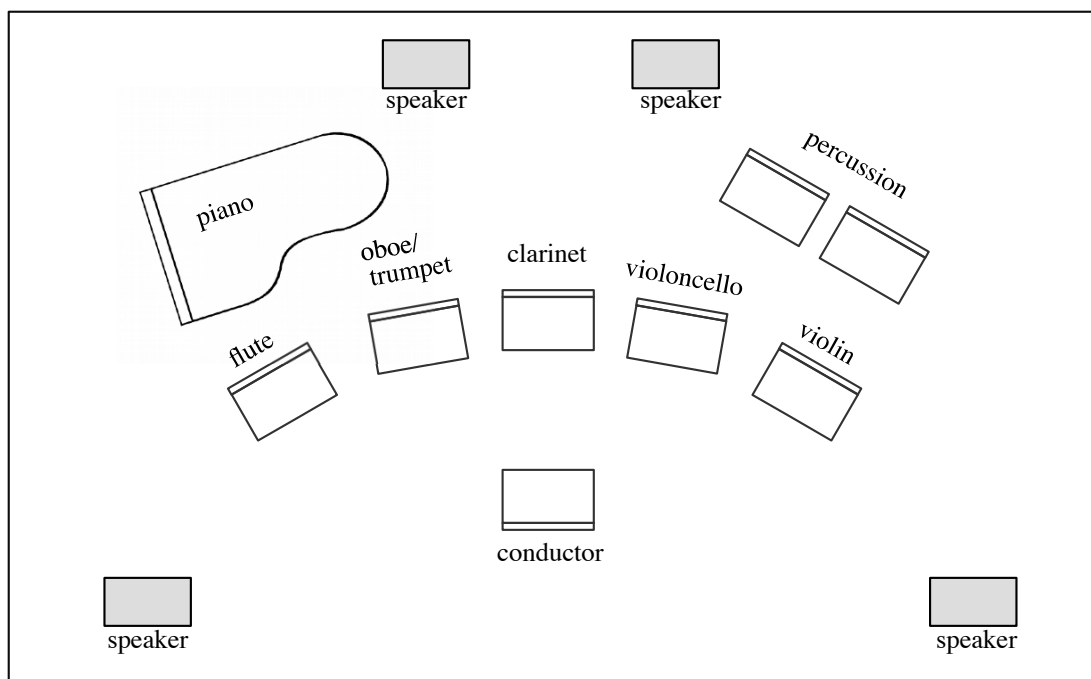 speaker
speaker
percussion
piano
oboe/
trumpet
clarinet
violoncello
flute
violin
conductor
speaker
speaker